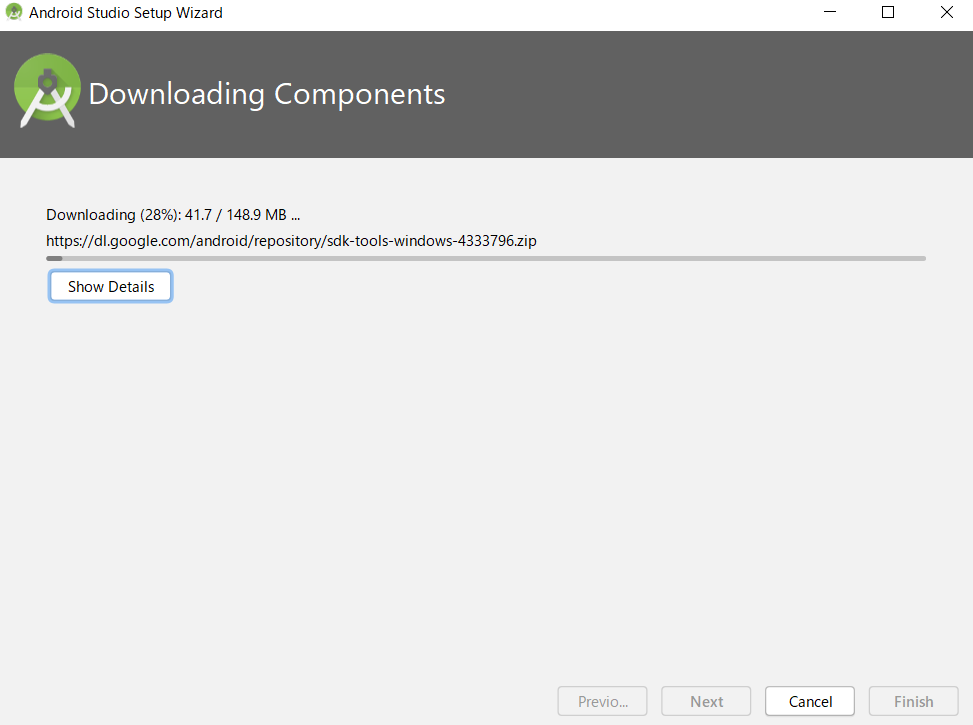 Android Studio Setup Wizard
Downloading Components
Downloading (28%): 41.7 / 148.9 MB ...
https://dl.google.com/android/repository/sdk-tools-windows-4333796.zip
Show Details
Previo... Next Cancel Finish